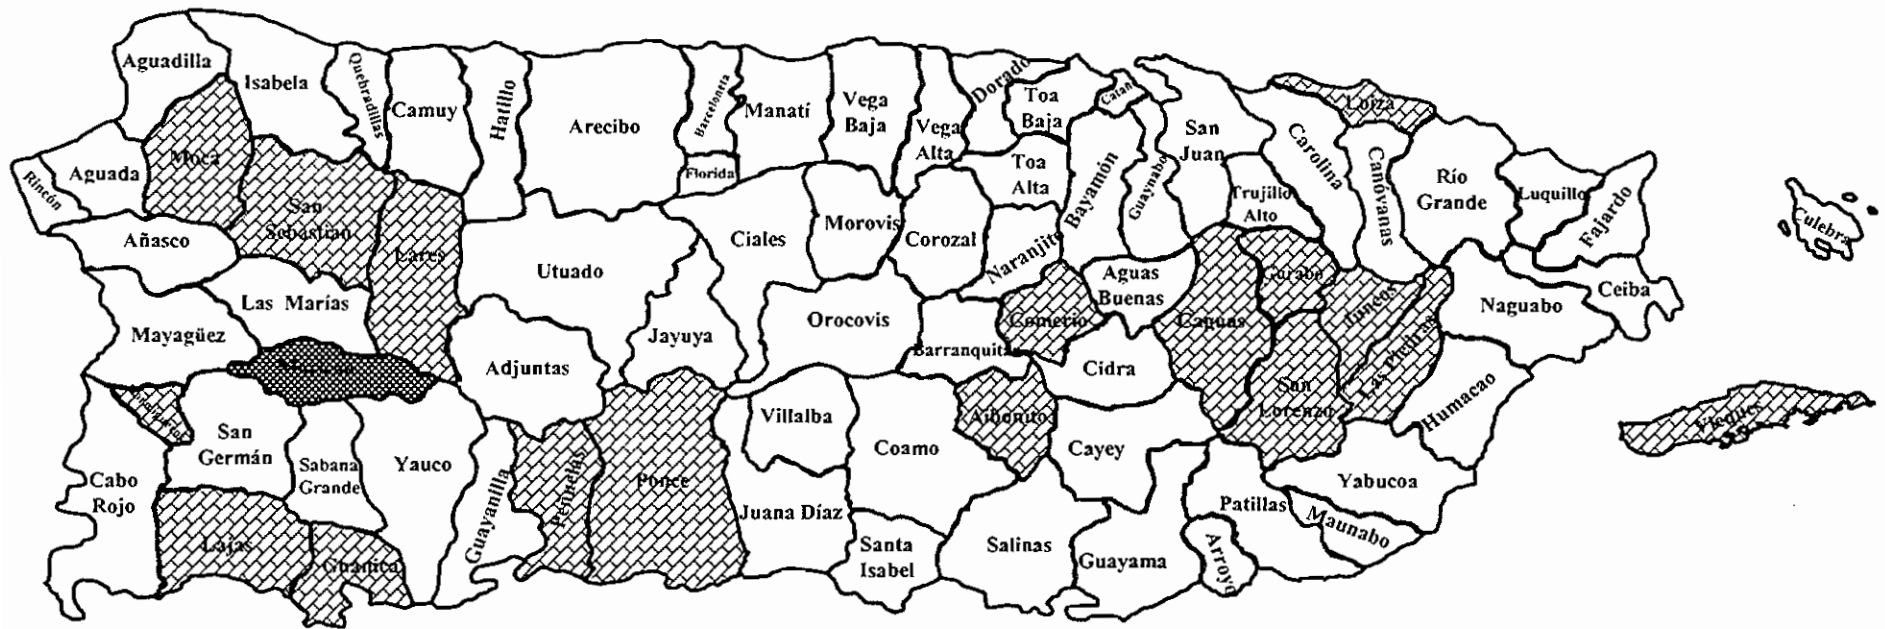 Aguadilla
Isabela
Quebradillas
Camuy
Hatillo
Arecibo
Barceloneta
Manatí
Vega
Baja
Vega
Alta
Dorado
Toa
Baja
Cataño
San
Juan
Loíza
Carolina
Canóvanas
Río
Grande
Luquillo
Fajardo
Culebra
Rincón
Aguada
Moca
San
Sebastián
Lares
Florida
Ciales
Morovis
Corozal
Toa
Alta
Naranjito
Bayamón
Guaynabo
Trujillo
Alto
Añasco
Las Marías
Utuado
Jayuya
Orocovis
Barranquitas
Comerío
Aguas
Buenas
Caguas
Gurabo
Juncos
Las Piedras
Naguabo
Ceiba
Mayagüez
Maricao
Adjuntas
Villalba
Coamo
Aibonito
Cidra
Cayey
San
Lorenzo
Humacao
Vieques
Cabo
Rojo
San
Germán
Sabana
Grande
Yauco
Guayanilla
Peñuelas
Ponce
Juana Díaz
Santa
Isabel
Salinas
Guayama
Arroyo
Patillas
Maunabo
Yabucoa
Lajas
Guánica